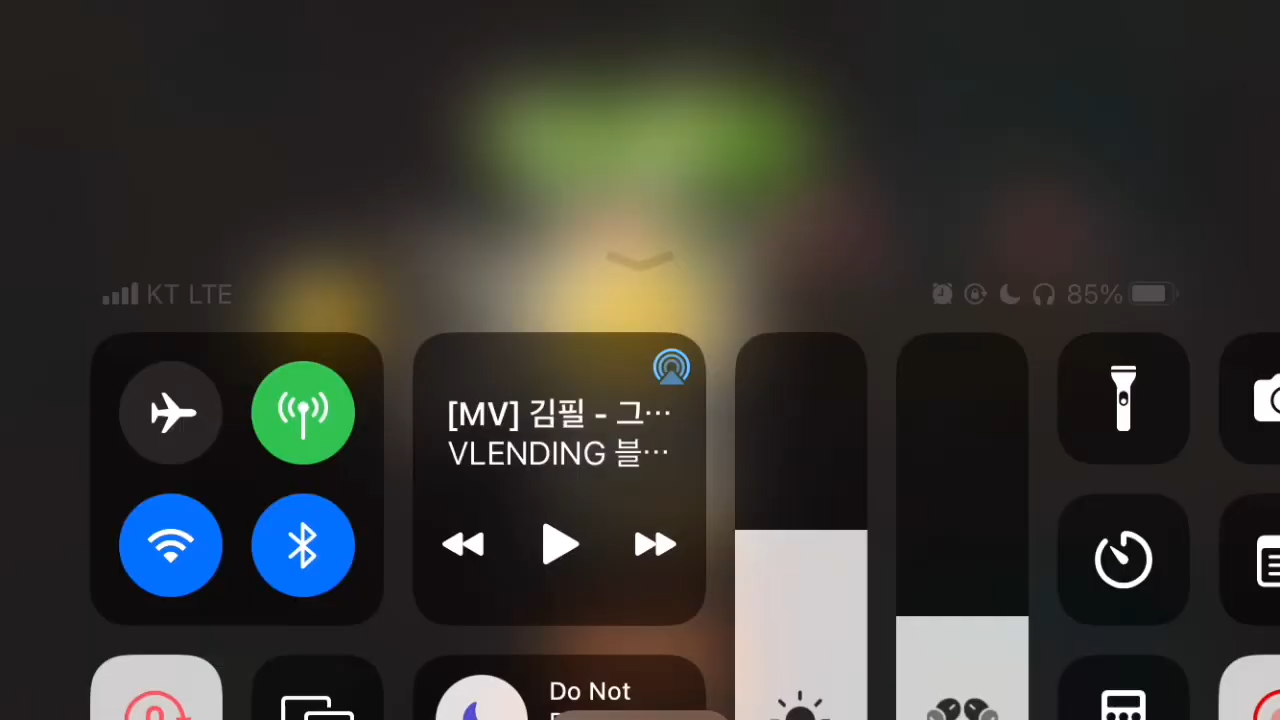 KT LTE
85%
[MV] 김필 - 그…
VLENDING 블…
Do Not